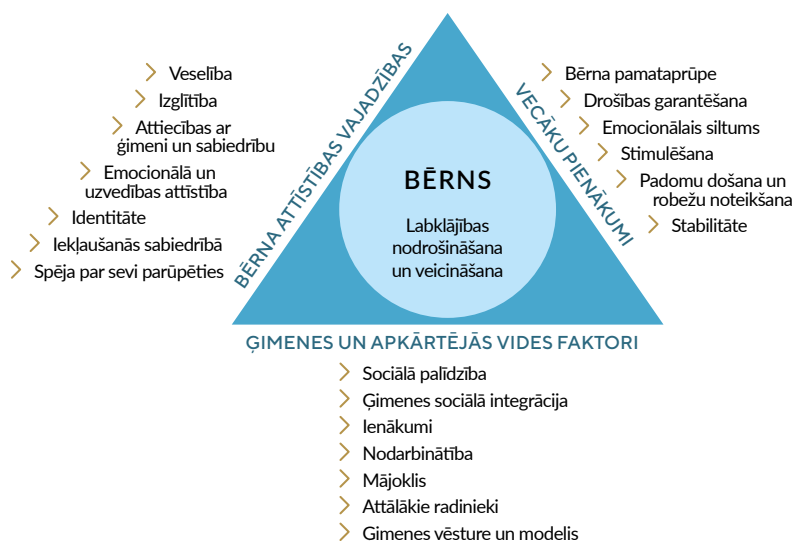 BĒRNA ATTĪSTĪBAS VAJADZĪBAS
Veselība
Izglītība
Attiecības ar
ģimeni un sabiedrību
Emocionālā un
uzvedības attīstība
Identitāte
Iekļaušanās sabiedrībā
Spēja par sevi parūpēties
VECĀKU PIENĀKUMI
Bērna pamataprūpe
Drošības garantēšana
Emocionālais siltums
Stimulēšana
Padomu došana un
robežu noteikšana
Stabilitāte
BĒRNS
Labklājības
nodrošināšana
un veicināšana
ĢIMENES UN APKĀRTĒJĀS VIDES FAKTORI
Sociālā palīdzība
Ģimenes sociālā integrācija
Ienākumi
Nodarbinātība
Mājoklis
Attālākie radinieki
Gimenes vēsture un modelis